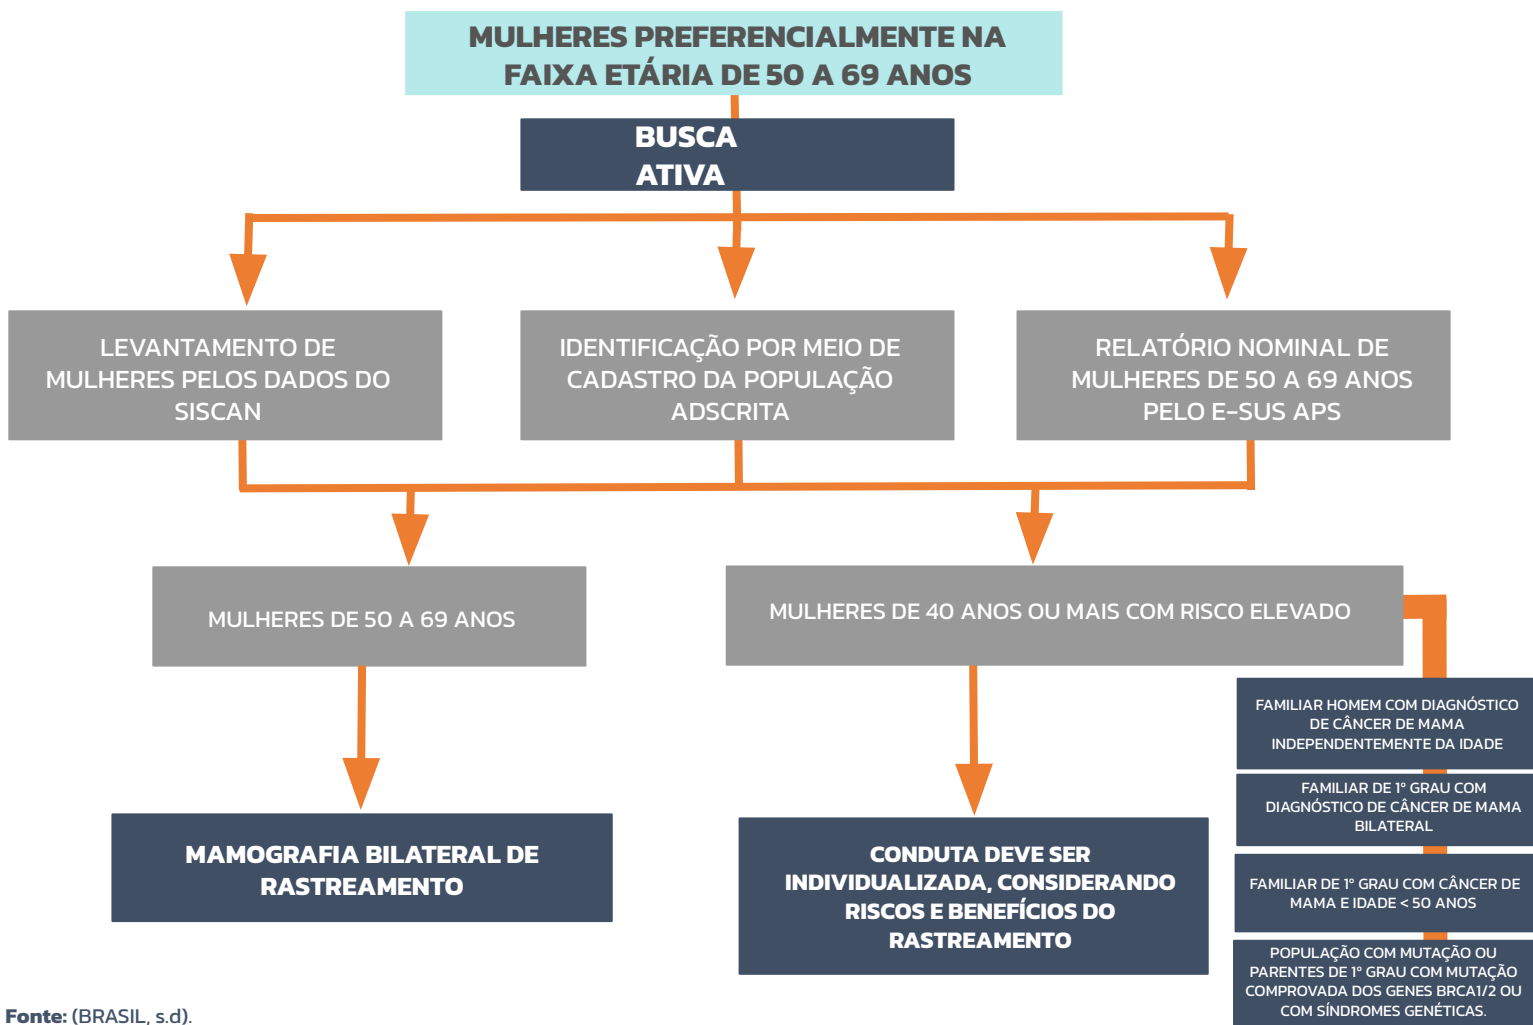 MULHERES PREFERENCIALMENTE NA
FAIXA ETÁRIA DE 50 A 69 ANOS
BUSCA
ATIVA
LEVANTAMENTO DE
MULHERES PELOS DADOS DO
SISCAN
IDENTIFICAÇÃO POR MEIO DE
CADASTRO DA POPULAÇÃO
ADSCRITA
RELATÓRIO NOMINAL DE
MULHERES DE 50 A 69 ANOS
PELO E-SUS APS
MULHERES DE 50 A 69 ANOS
MULHERES DE 40 ANOS OU MAIS COM RISCO ELEVADO
MAMOGRAFIA BILATERAL DE
RASTREAMENTO
CONDUTA DEVE SER
INDIVIDUALIZADA, CONSIDERANDO
RISCOS E BENEFÍCIOS DO
RASTREAMENTO
FAMILIAR HOMEM COM DIAGNÓSTICO
DE CÂNCER DE MAMA
INDEPENDENTEMENTE DA IDADE
FAMILIAR DE 1º GRAU COM
DIAGNÓSTICO DE CÂNCER DE MAMA
BILATERAL
FAMILIAR DE 1º GRAU COM CÂNCER DE
MAMA E IDADE < 50 ANOS
POPULAÇÃO COM MUTAÇÃO OU
PARENTES DE 1º GRAU COM MUTAÇÃO
COMPROVADA DOS GENES BRCA1/2 OU
COM SÍNDROMES GENÉTICAS.
Fonte: (BRASIL, s.d).